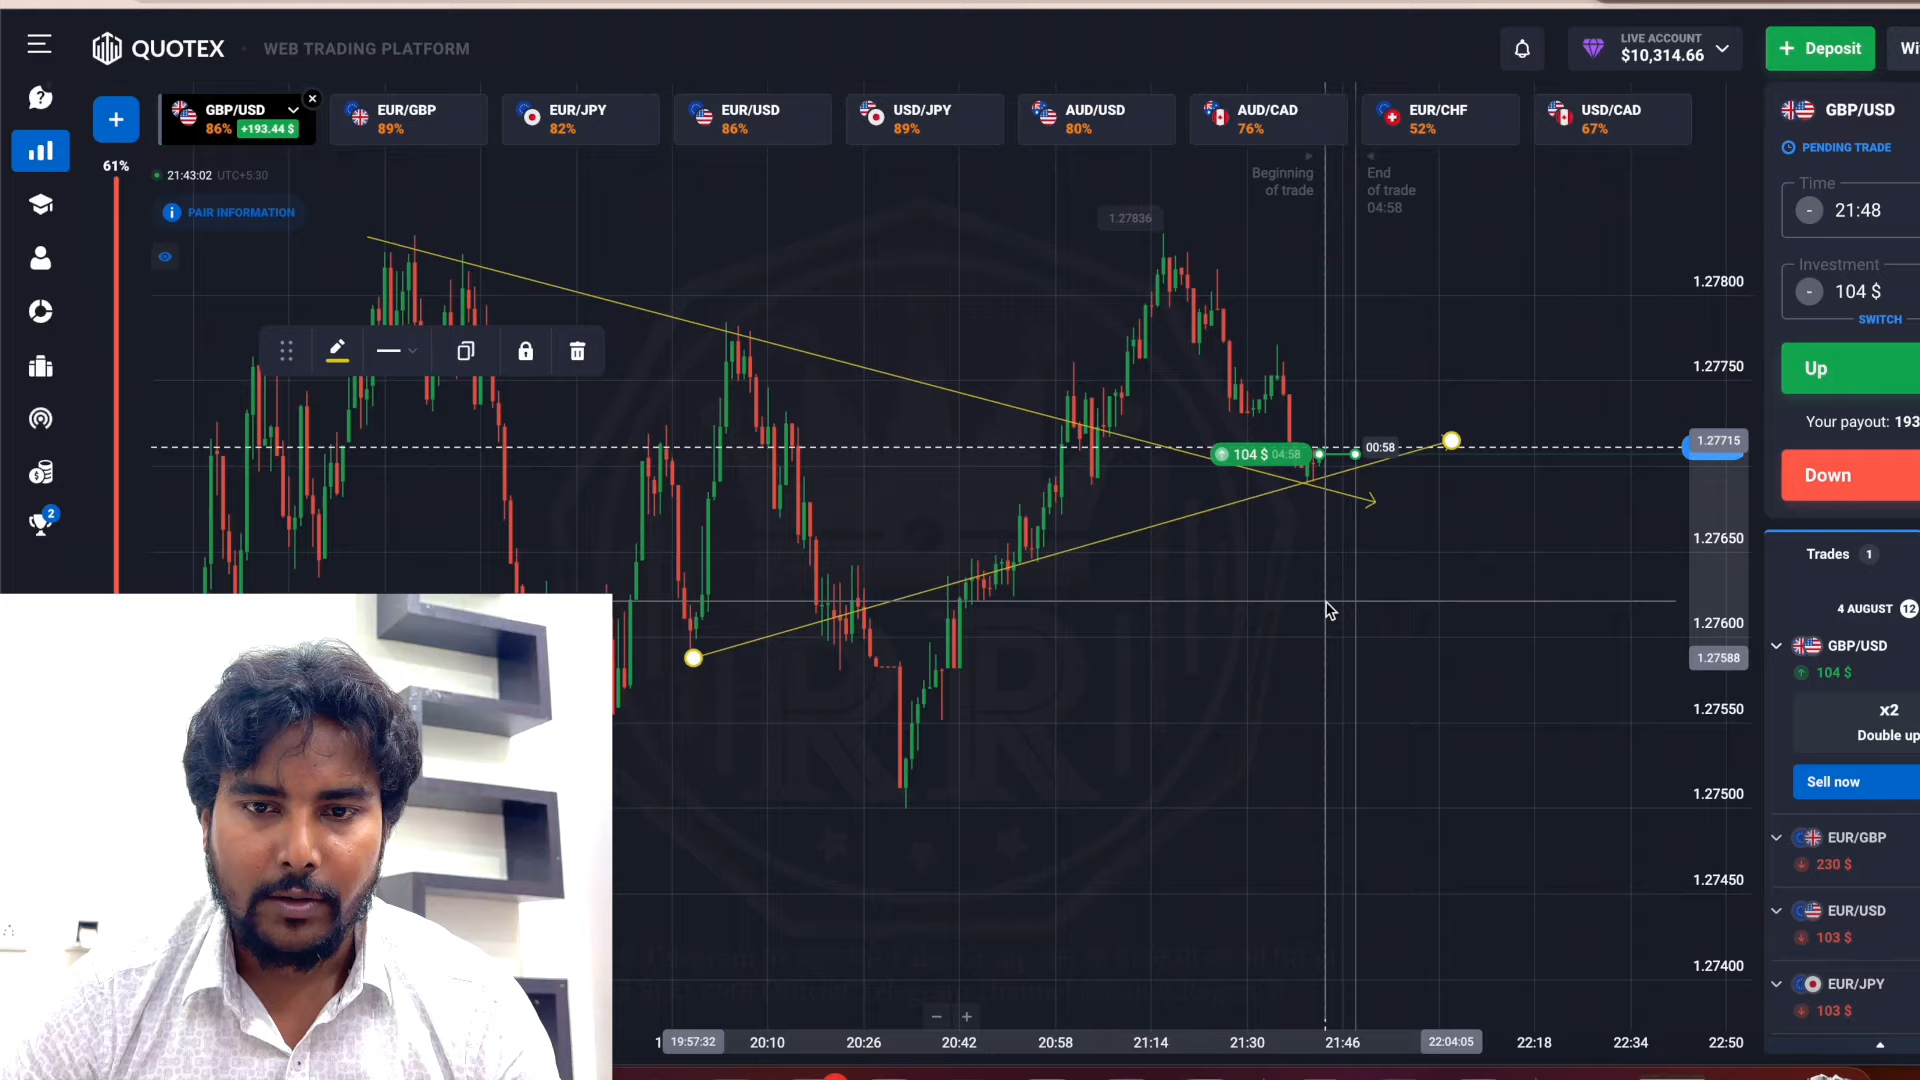 QUOTEX
WEB TRADING PLATFORM
LIVE ACCOUNT
$10,314.66
+ Deposit
Wi
+
GBP/USD
86% +193.44 $
EUR/GBP
89%
EUR/JPY
82%
EUR/USD
86%
USD/JPY
89%
AUD/USD
80%
AUD/CAD
76%
EUR/CHF
52%
USD/CAD
67%
61%
21:43:02 UTC+5:30
PAIR INFORMATION
Beginning
of trade
End
of trade
04:58
1.27836
104 $ 04:58
00:58
1.27800
1.27750
1.27715
1.27650
1.27600
1.27588
1.27550
1.27500
1.27450
1.27400
2
GBP/USD
PENDING TRADE
Time
- 21:48
Investment
- 104 $
SWITCH
Up
Your payout: 193
Down
Trades 1
4 AUGUST 12
GBP/USD
104 $
x2
Double up
Sell now
EUR/GBP
230 $
EUR/USD
103 $
EUR/JPY
103 $
− +
1
19:57:32
20:10
20:26
20:42
20:58
21:14
21:30
21:46
22:04:05
22:18
22:34
22:50